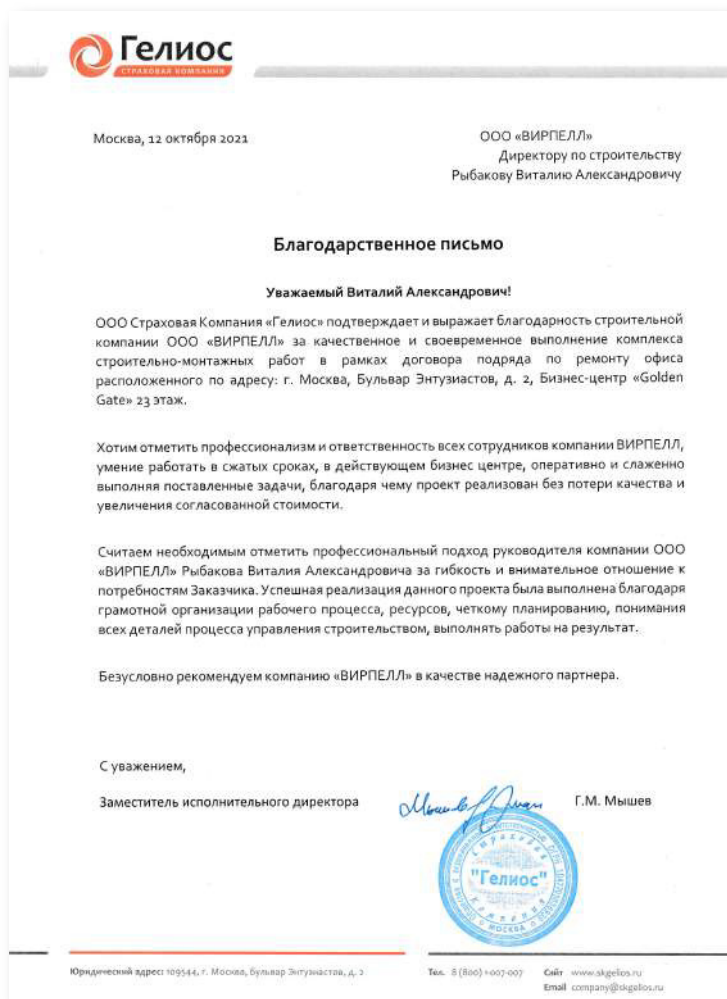 Гелиос
СТРАХОВАЯ КОМПАНИЯ
Москва, 12 октября 2021
ООО «ВИРПЕЛЛ»
Директору по строительству
Рыбакову Виталию Александровичу
Благодарственное письмо
Уважаемый Виталий Александрович!
ООО Страховая Компания «Гелиос» подтверждает и выражает благодарность строительной
компании ООО «ВИРПЕЛЛ» за качественное и своевременное выполнение комплекса
строительно-монтажных работ в рамках договора подряда по ремонту офиса
расположенного по адресу: г. Москва, Бульвар Энтузиастов, д. 2, Бизнес-центр «Golden
Gate» 23 этаж.
Хотим отметить профессионализм и ответственность всех сотрудников компании ВИРПЕЛЛ,
умение работать в сжатых сроках, в действующем бизнес центре, оперативно и слаженно
выполняя поставленные задачи, благодаря чему проект реализован без потери качества и
увеличения согласованной стоимости.
Считаем необходимым отметить профессиональный подход руководителя компании ООО
«ВИРПЕЛЛ» Рыбакова Виталия Александровича за гибкость и внимательное отношение к
потребностям Заказчика. Успешная реализация данного проекта была выполнена благодаря
грамотной организации рабочего процесса, ресурсов, четкому планированию, понимания
всех деталей процесса управления строительством, выполнять работы на результат.
Безусловно рекомендуем компанию «ВИРПЕЛЛ» в качестве надежного партнера.
С уважением,
Заместитель исполнительного директора
Г.М. Мышев
Страховая
"Гелиос"
Компания
МОСКВА
Юридический адрес: 109544, г. Москва, бульвар Энтузиастов, д. 2
Тел. 8 (800) 1-007-007
Сайт www.skgelios.ru
Email company@skgelios.ru